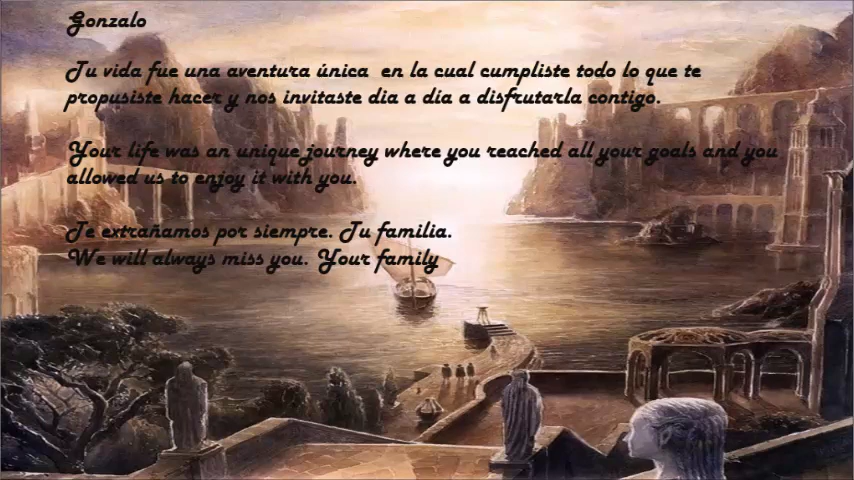 Gonzalo
Tu vida fue una aventura única en la cual cumpliste todo lo que te
propusiste hacer y nos invitaste dia a día a disfrutarla contigo.
Your life was an unique journey where you reached all your goals and you
allowed us to enjoy it with you.
Te extrañamos por siempre. Tu familia.
We will always miss you. Your family